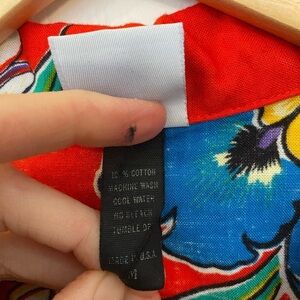 % COTTON
MACHINE WASH
COOL WATER
NO BLEACH
TUMBLE
MADE IN U.S.A.